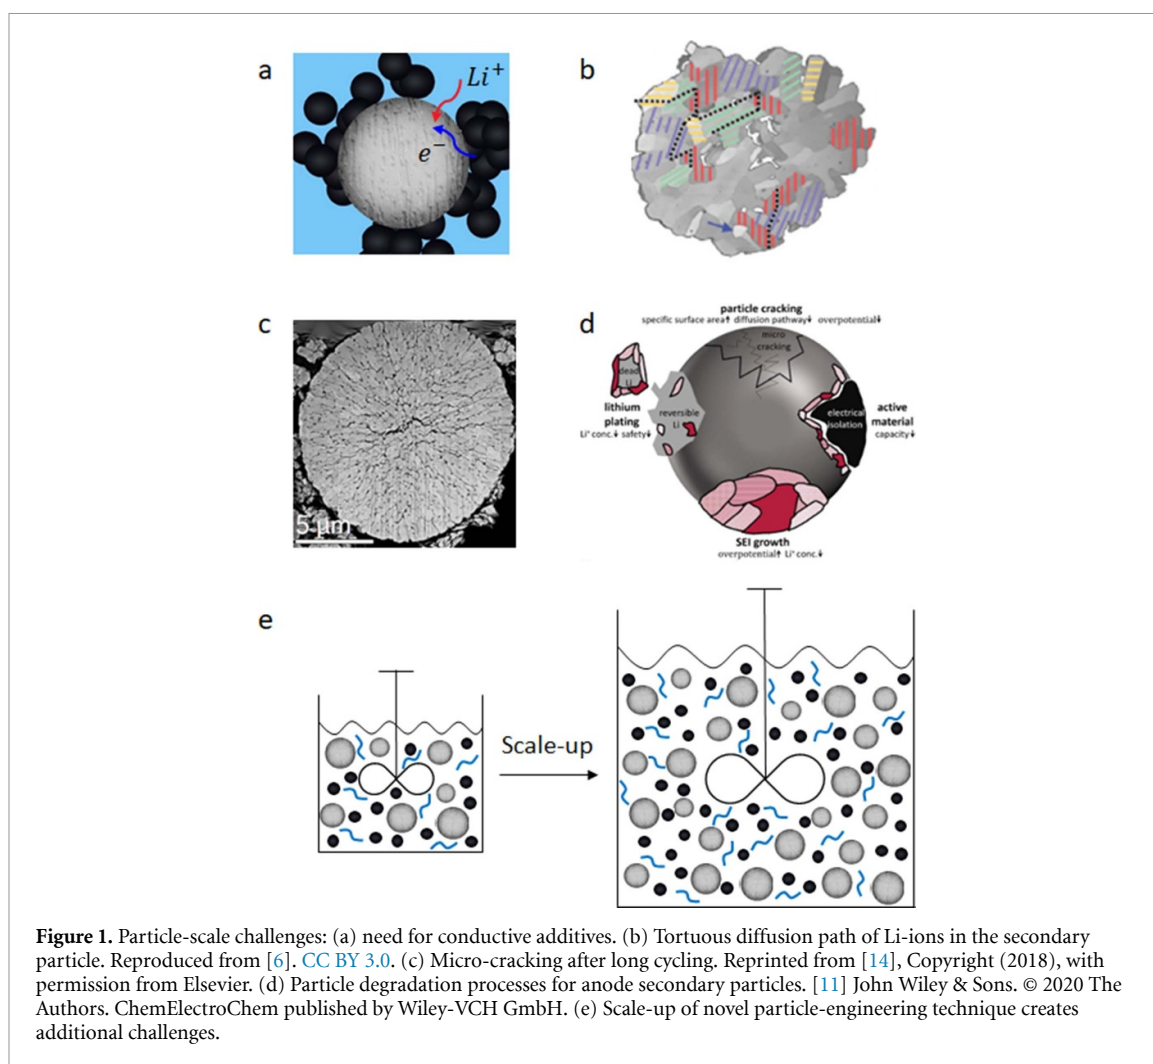 a
Li+
e−
b
c
5 μm
d
particle cracking
specific surface area⬆ diffusion pathway⬇ overpotential⬇
micro
cracking
dead
Li
lithium
plating
Li⁺ conc.⬇ safety⬇
reversible
Li
electrical
isolation
active
material
capacity⬇
SEI growth
overpotential⬆ Li⁺ conc.⬇
e
Scale-up
Figure 1. Particle-scale challenges: (a) need for conductive additives. (b) Tortuous diffusion path of Li-ions in the secondary
particle. Reproduced from [6]. CC BY 3.0. (c) Micro-cracking after long cycling. Reprinted from [14], Copyright (2018), with
permission from Elsevier. (d) Particle degradation processes for anode secondary particles. [11] John Wiley & Sons. © 2020 The
Authors. ChemElectroChem published by Wiley-VCH GmbH. (e) Scale-up of novel particle-engineering technique creates
additional challenges.